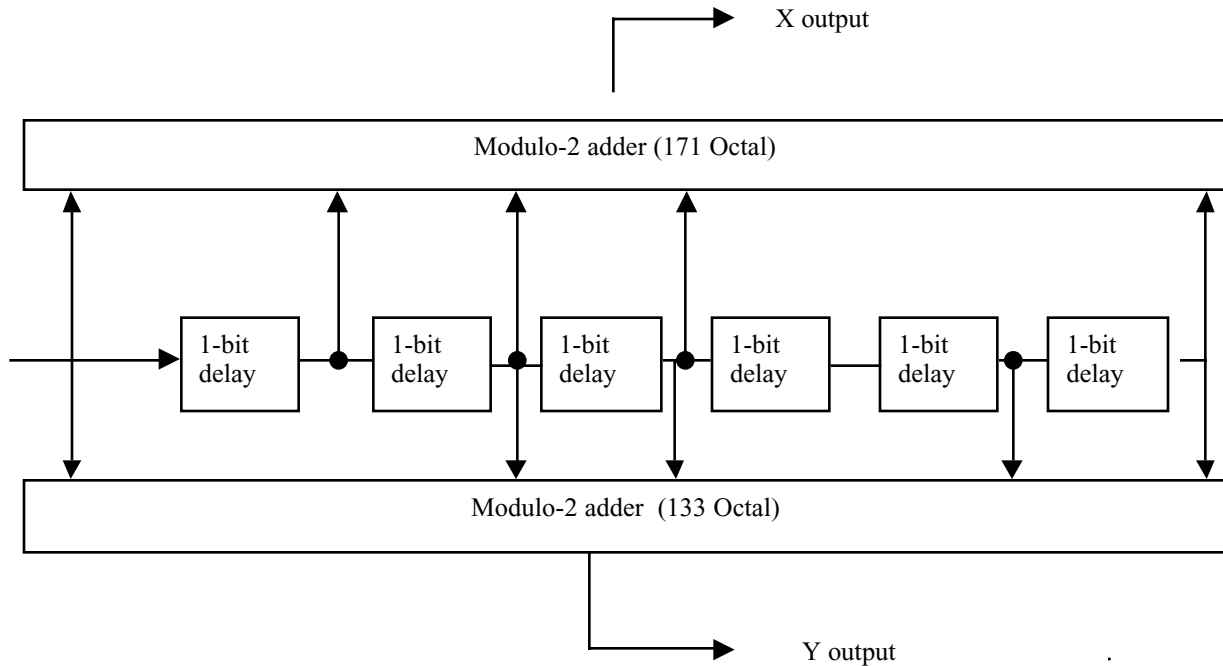 X output
Modulo-2 adder (171 Octal)
1-bit
delay
1-bit
delay
1-bit
delay
1-bit
delay
1-bit
delay
1-bit
delay
Modulo-2 adder (133 Octal)
Y output
.